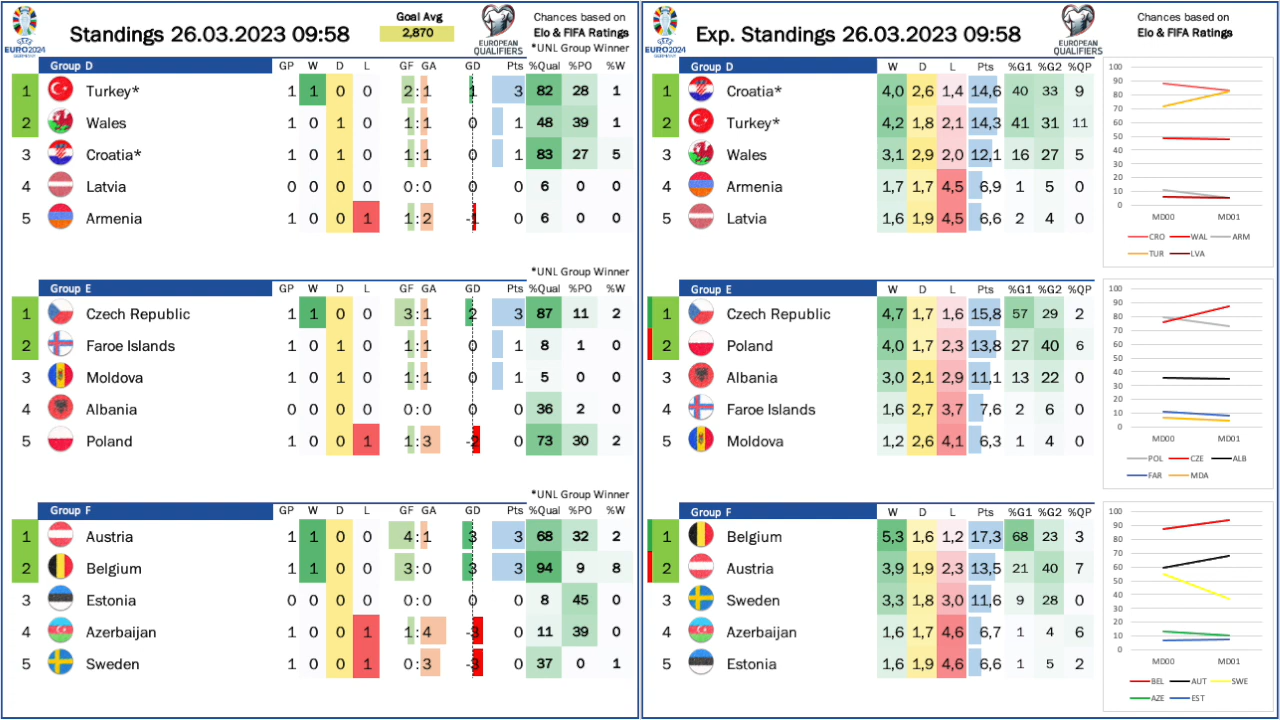 EURO2024
GERMANY
Standings 26.03.2023 09:58
Goal Avg
2,870
EUROPEAN
QUALIFIERS
Chances based on
Elo & FIFA Ratings
*UNL Group Winner
Group D GP W D L GF GA GD Pts %Qual %PO %W
1 Turkey* 1 1 0 0 2:1 1 3 82 28 1
2 Wales 1 0 1 0 1:1 0 1 48 39 1
3 Croatia* 1 0 1 0 1:1 0 1 83 27 5
4 Latvia 0 0 0 0 0:0 0 0 6 0 0
5 Armenia 1 0 0 1 1:2 -1 0 6 0 0
*UNL Group Winner
Group E GP W D L GF GA GD Pts %Qual %PO %W
1 Czech Republic 1 1 0 0 3:1 2 3 87 11 2
2 Faroe Islands 1 0 1 0 1:1 0 1 8 1 0
3 Moldova 1 0 1 0 1:1 0 1 5 0 0
4 Albania 0 0 0 0 0:0 0 0 36 2 0
5 Poland 1 0 0 1 1:3 -2 0 73 30 2
*UNL Group Winner
Group F GP W D L GF GA GD Pts %Qual %PO %W
1 Austria 1 1 0 0 4:1 3 3 68 32 2
2 Belgium 1 1 0 0 3:0 3 3 94 9 8
3 Estonia 0 0 0 0 0:0 0 0 8 45 0
4 Azerbaijan 1 0 0 1 1:4 -3 0 11 39 0
5 Sweden 1 0 0 1 0:3 -3 0 37 0 1
EURO2024
GERMANY
Exp. Standings 26.03.2023 09:58
EUROPEAN
QUALIFIERS
Chances based on
Elo & FIFA Ratings
Group D W D L Pts %G1 %G2 %QP
1 Croatia* 4,0 2,6 1,4 14,6 40 33 9
2 Turkey* 4,2 1,8 2,1 14,3 41 31 11
3 Wales 3,1 2,9 2,0 12,1 16 27 5
4 Armenia 1,7 1,7 4,5 6,9 1 5 0
5 Latvia 1,6 1,9 4,5 6,6 2 4 0
100
90
80
70
60
50
40
30
20
10
0
MD00 MD01
CRO WAL ARM
TUR LVA
Group E W D L Pts %G1 %G2 %QP
1 Czech Republic 4,7 1,7 1,6 15,8 57 29 2
2 Poland 4,0 1,7 2,3 13,8 27 40 6
3 Albania 3,0 2,1 2,9 11,1 13 22 0
4 Faroe Islands 1,6 2,7 3,7 7,6 2 6 0
5 Moldova 1,2 2,6 4,1 6,3 1 4 0
100
90
80
70
60
50
40
30
20
10
0
MD00 MD01
POL CZE ALB
FAR MDA
Group F W D L Pts %G1 %G2 %QP
1 Belgium 5,3 1,6 1,2 17,3 68 23 3
2 Austria 3,9 1,9 2,3 13,5 21 40 7
3 Sweden 3,3 1,8 3,0 11,6 9 28 0
4 Azerbaijan 1,6 1,7 4,6 6,7 1 4 6
5 Estonia 1,6 1,9 4,6 6,6 1 5 2
100
90
80
70
60
50
40
30
20
10
0
MD00 MD01
BEL AUT SWE
AZE EST